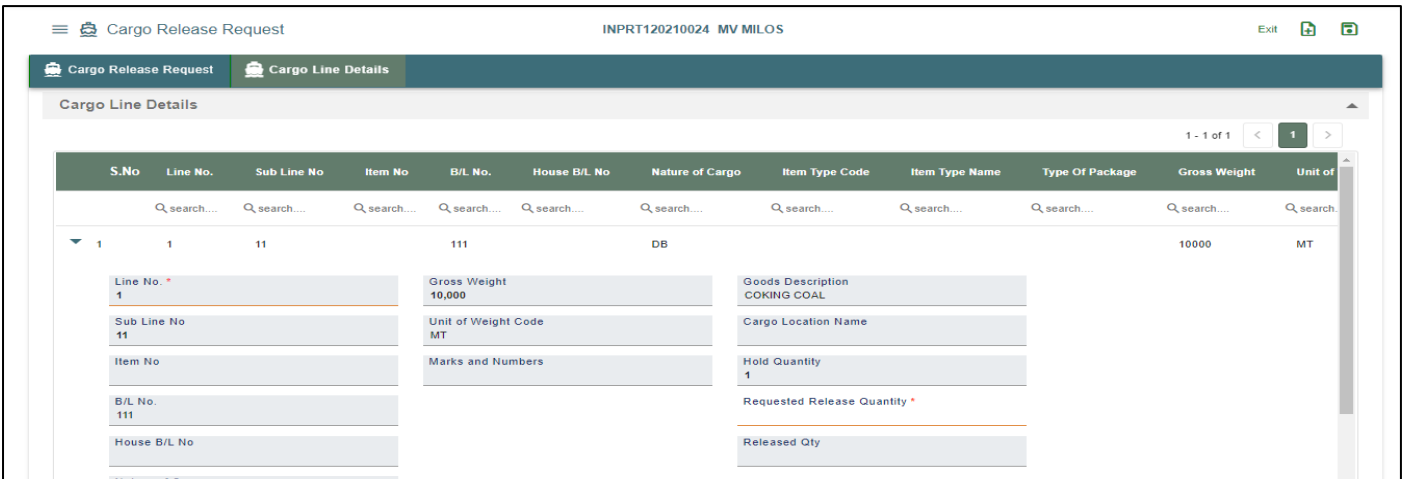 Cargo Release Request INPRT120210024 MV MILOS Exit
Cargo Release Request Cargo Line Details
Cargo Line Details
1 - 1 of 1 < 1 >
S.No Line No. Sub Line No Item No B/L No. House B/L No Nature of Cargo Item Type Code Item Type Name Type Of Package Gross Weight Unit of
search.... search.... search.... search.... search.... search.... search.... search.... search.... search.... search.
1 1 11 111 DB 10000 MT
Line No. * Gross Weight Goods Description
1 10,000 COKING COAL
Sub Line No Unit of Weight Code Cargo Location Name
11 MT
Item No Marks and Numbers Hold Quantity
1
B/L No. Requested Release Quantity *
111
House B/L No Released Qty